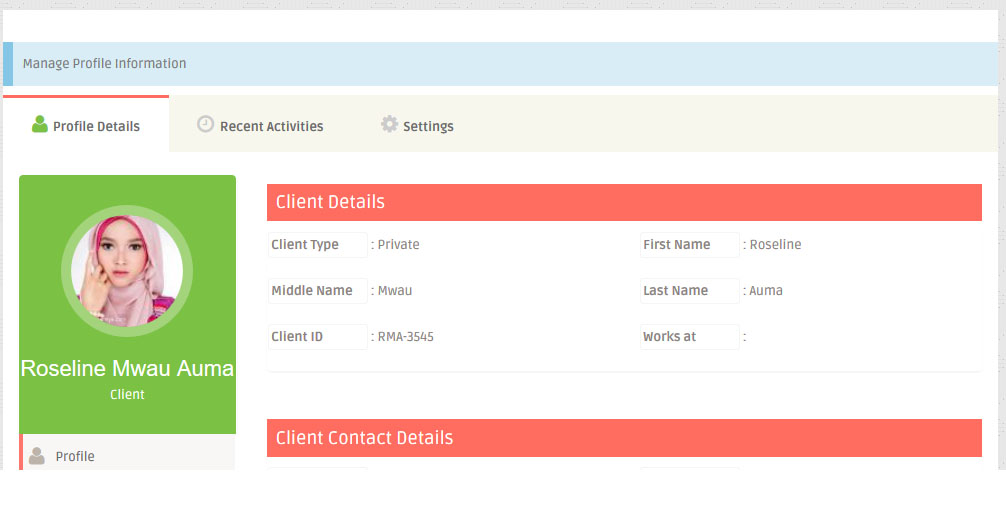 Manage Profile Information
Profile Details
Recent Activities
Settings
Roseline Mwau Auma
Client
Profile
Client Details
Client Type : Private
First Name : Roseline
Middle Name : Mwau
Last Name : Auma
Client ID : RMA-3545
Works at :
Client Contact Details